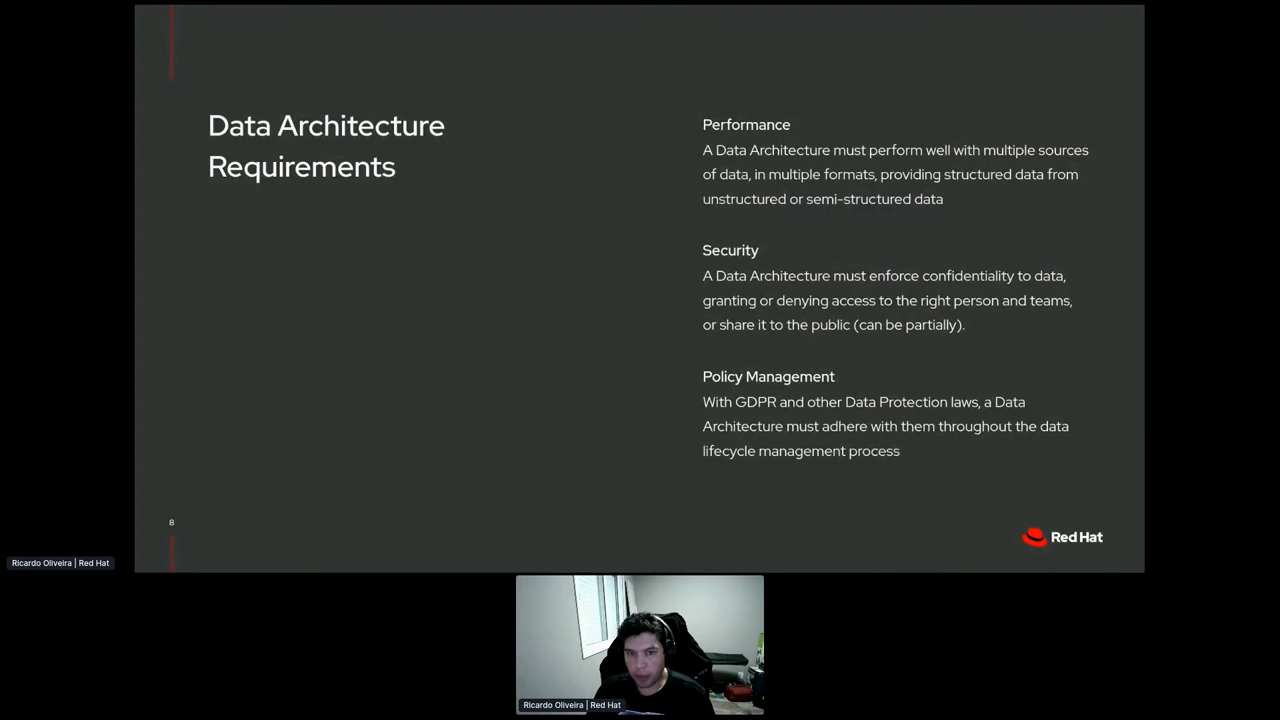 Data Architecture
Requirements
Performance
A Data Architecture must perform well with multiple sources
of data, in multiple formats, providing structured data from
unstructured or semi-structured data
Security
A Data Architecture must enforce confidentiality to data,
granting or denying access to the right person and teams,
or share it to the public (can be partially).
Policy Management
With GDPR and other Data Protection laws, a Data
Architecture must adhere with them throughout the data
lifecycle management process
8
Red Hat
Ricardo Oliveira | Red Hat
Ricardo Oliveira | Red Hat